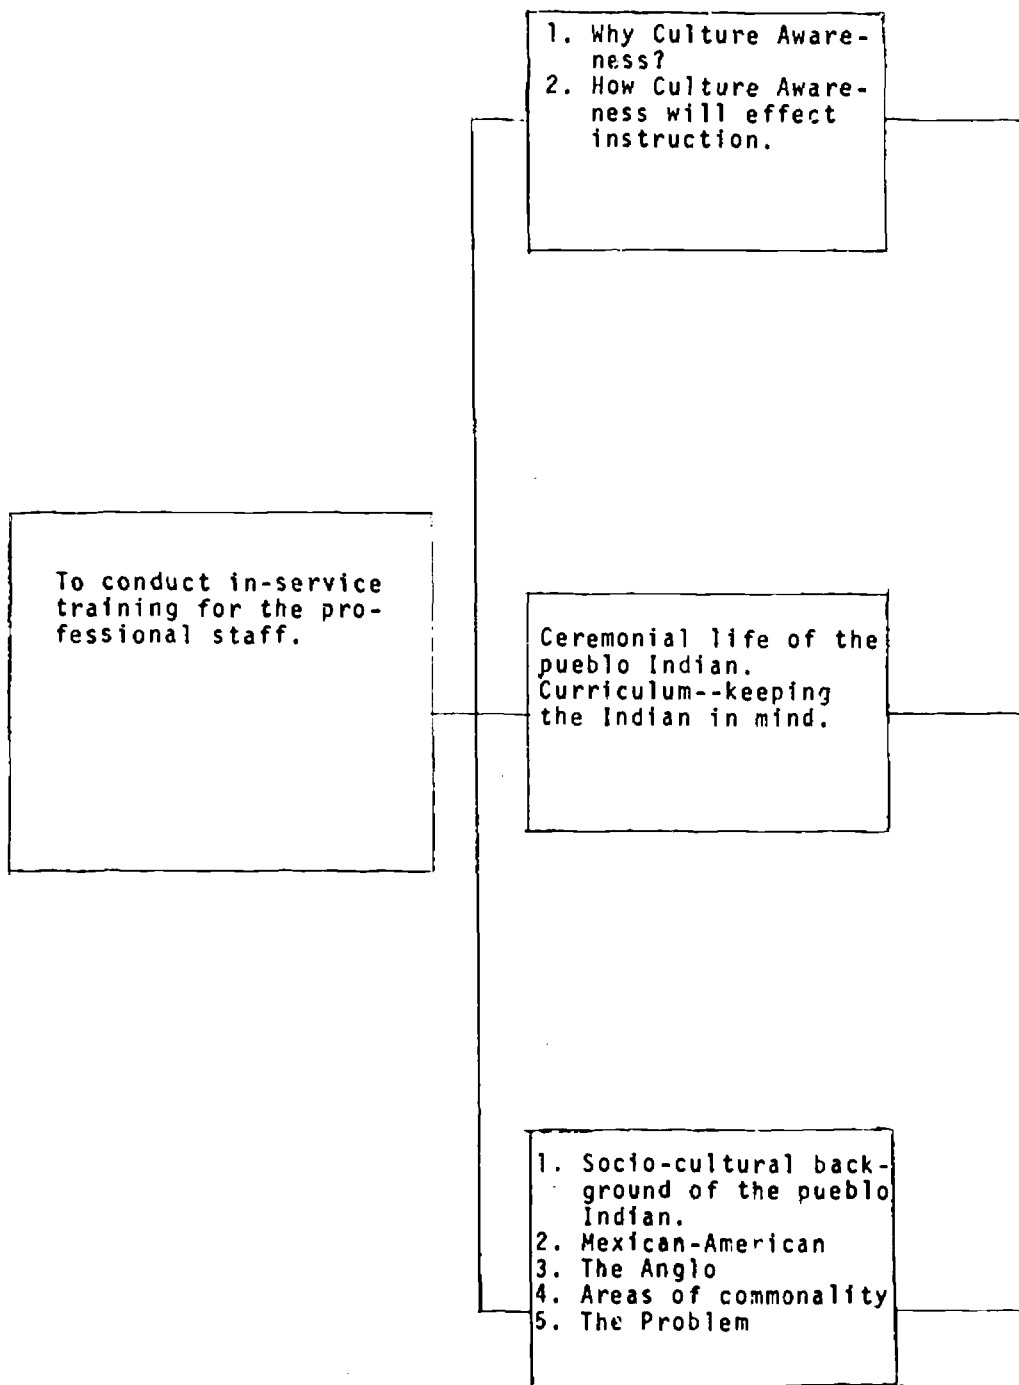 1. Why Culture Aware-
ness?
2. How Culture Aware-
ness will effect
instruction.
To conduct in-service
training for the pro-
fessional staff.
Ceremonial life of the
pueblo Indian.
Curriculum--keeping
the Indian in mind.
1. Socio-cultural back-
ground of the pueblo
Indian.
2. Mexican-American
3. The Anglo
4. Areas of commonality
5. The Problem